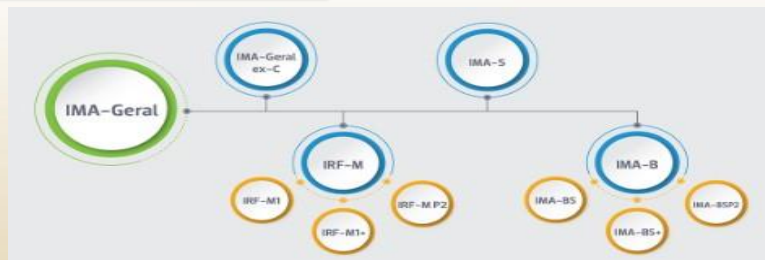 IMA-Geral
ex-C
IMA-S
IMA-Geral
IRF-M
IMA-B
IRF-M1
IRF-M1+
IRF-M P2
IMA-B5
IMA-B5+
IMA-B5P2